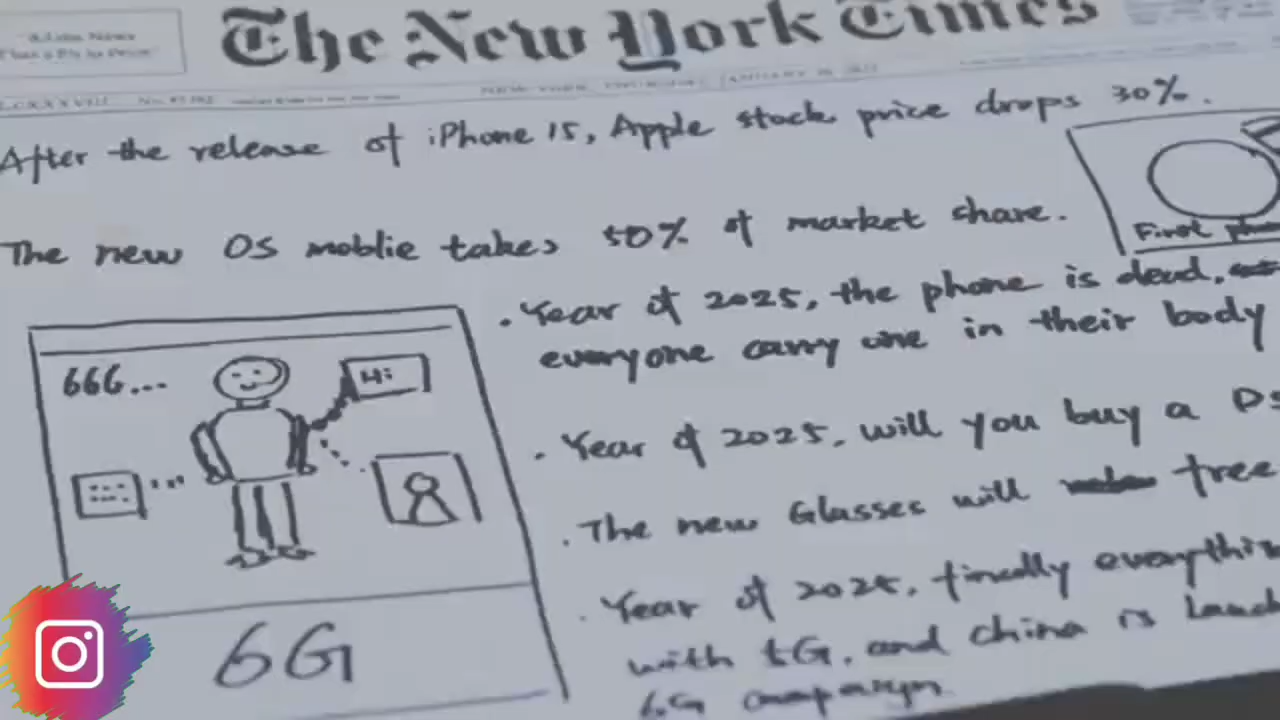 The New York Times
After the release of iPhone 15, Apple stock price drops 30%.
First
The new OS moblie takes 50% of market share.
. Year of 2025, the phone is dead,
everyone carry one in their body
. Year of 2025, will you buy a
. The new Glasses will free
. Year of 2025, finally
with 5G, and china is
6G campaign
666...
Hi
6G